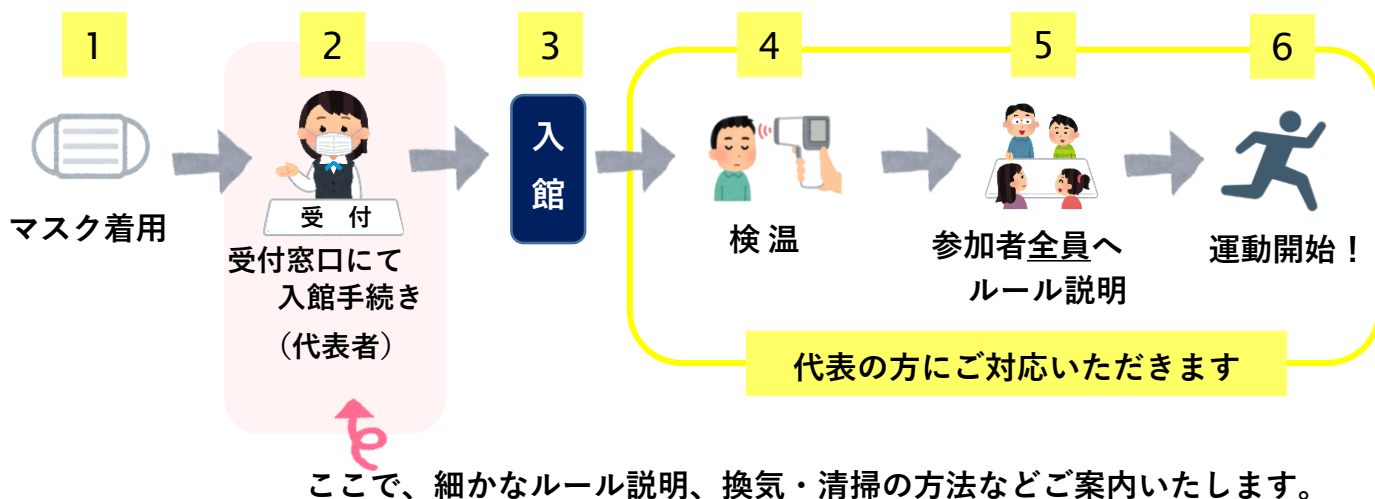 1
マスク着用
2
受 付
受付窓口にて
入館手続き
（代表者）
3
入
館
4
検 温
5
参加者全員へ
ルール説明
6
運動開始！
代表の方にご対応いただきます
ここで、細かなルール説明、換気・清掃の方法などご案内いたします。